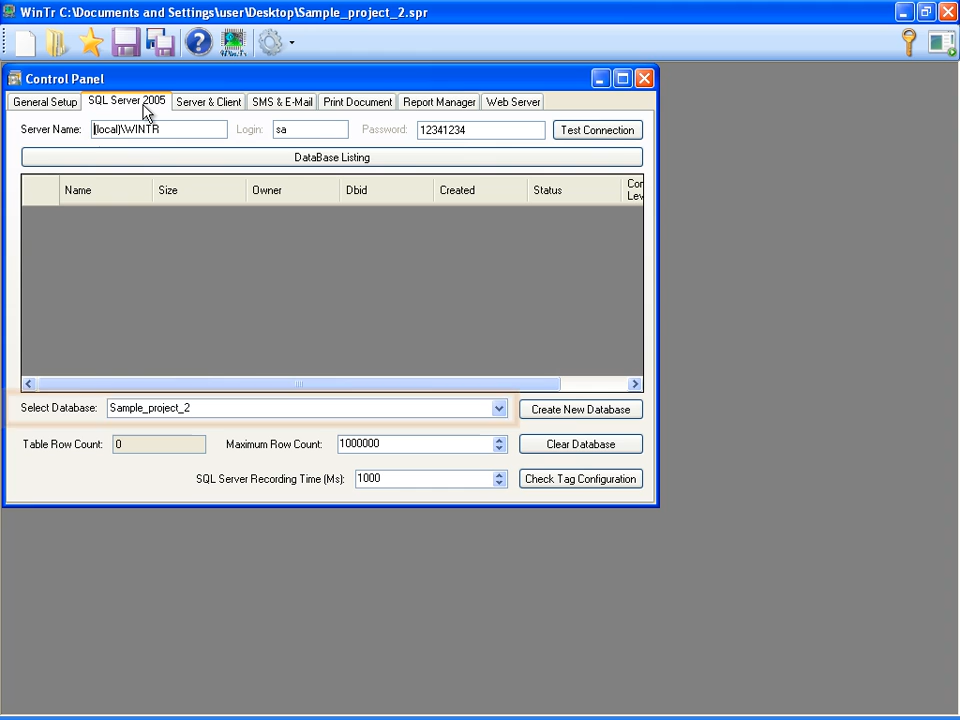 WinTr C:\Documents and Settings\user\Desktop\Sample_project_2.spr
Control Panel
General Setup SQL Server 2005 Server & Client SMS & E-Mail Print Document Report Manager Web Server
Server Name: (local)\WINTR Login: sa Password: 12341234 Test Connection
DataBase Listing
Name Size Owner Dbid Created Status
Select Database: Sample_project_2 Create New Database
Table Row Count: 0 Maximum Row Count: 1000000 Clear Database
SQL Server Recording Time (Ms): 1000 Check Tag Configuration